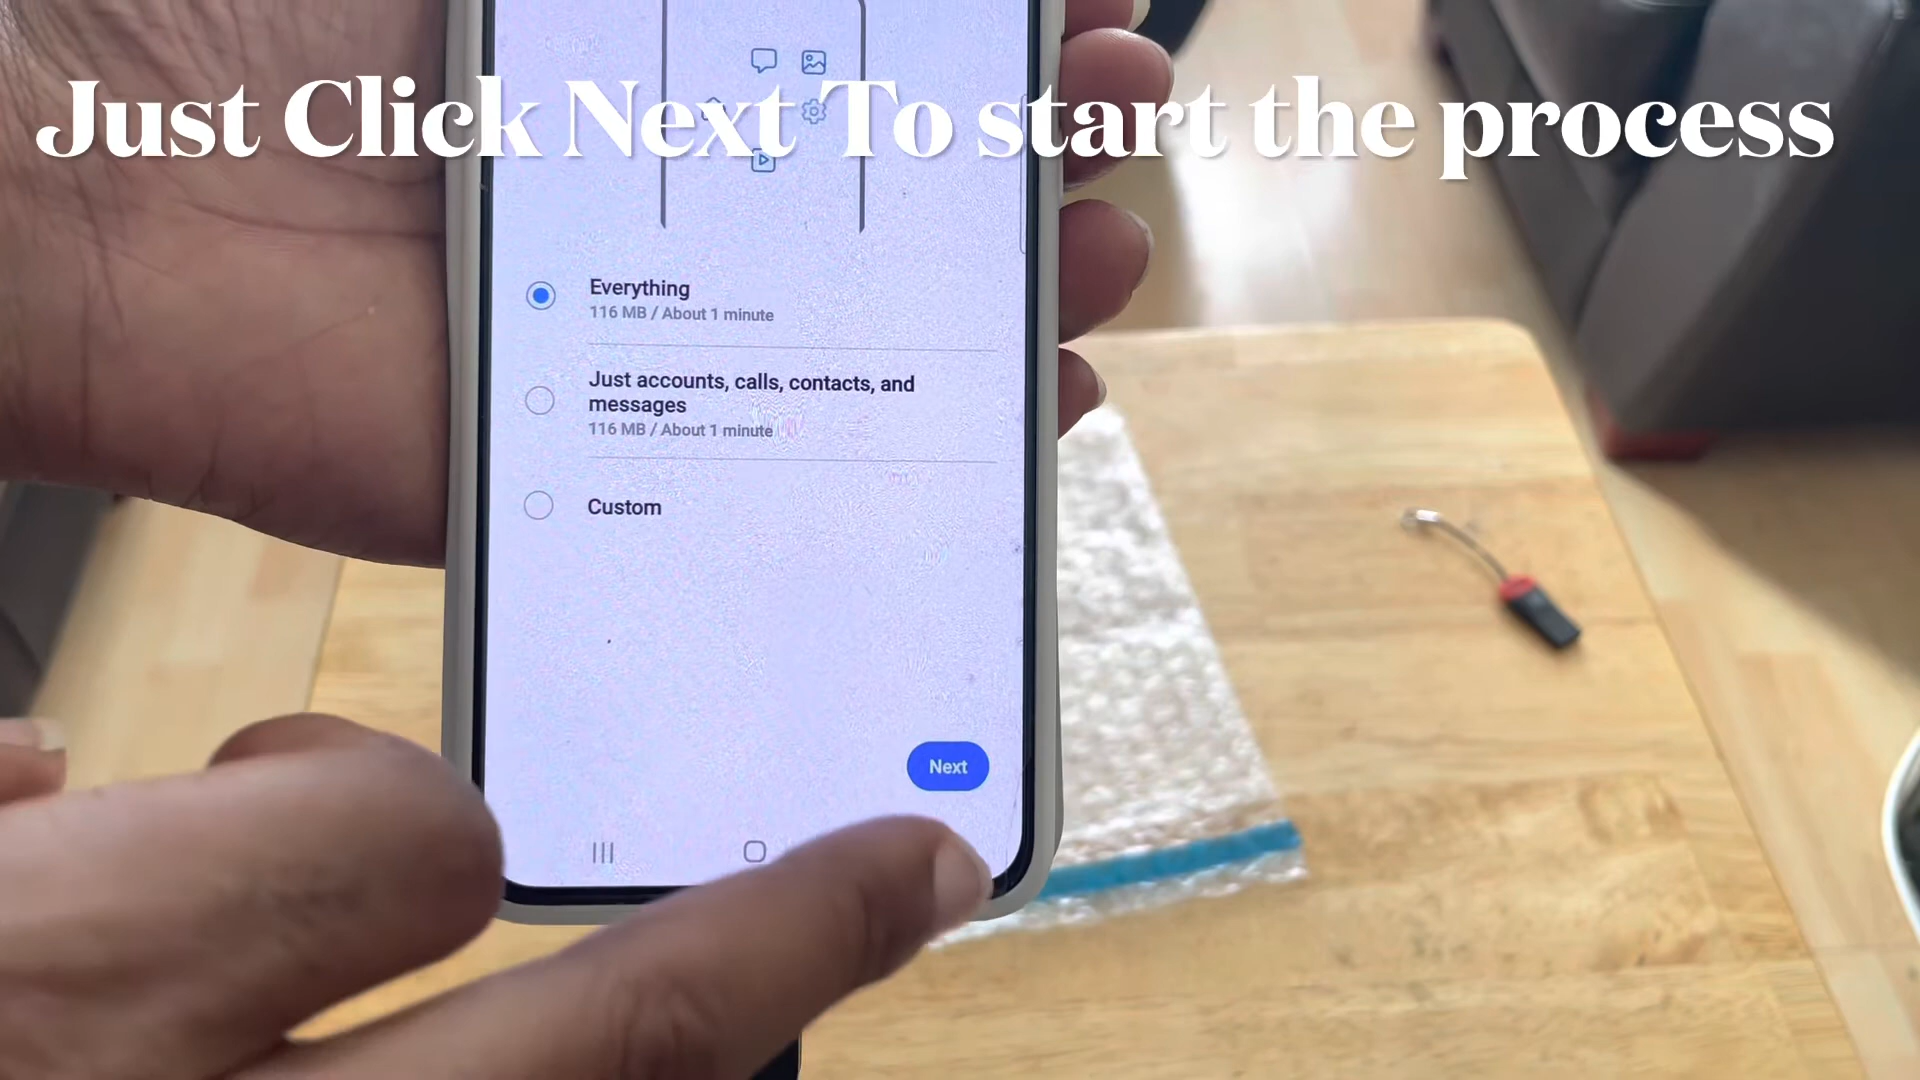 Just Click Next To start the process
Everything
116 MB / About 1 minute
Just accounts, calls, contacts, and
messages
116 MB / About 1 minute
Custom
Next